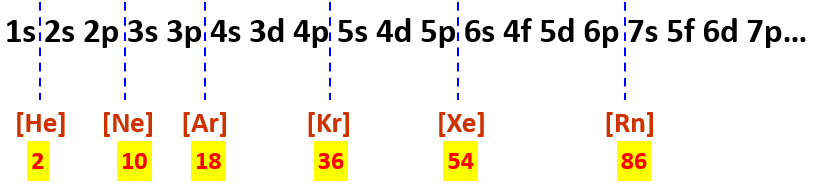 1s 2s 2p 3s 3p 4s 3d 4p 5s 4d 5p 6s 4f 5d 6p 7s 5f 6d 7p...
[He] [Ne] [Ar] [Kr] [Xe] [Rn]
2 10 18 36 54 86